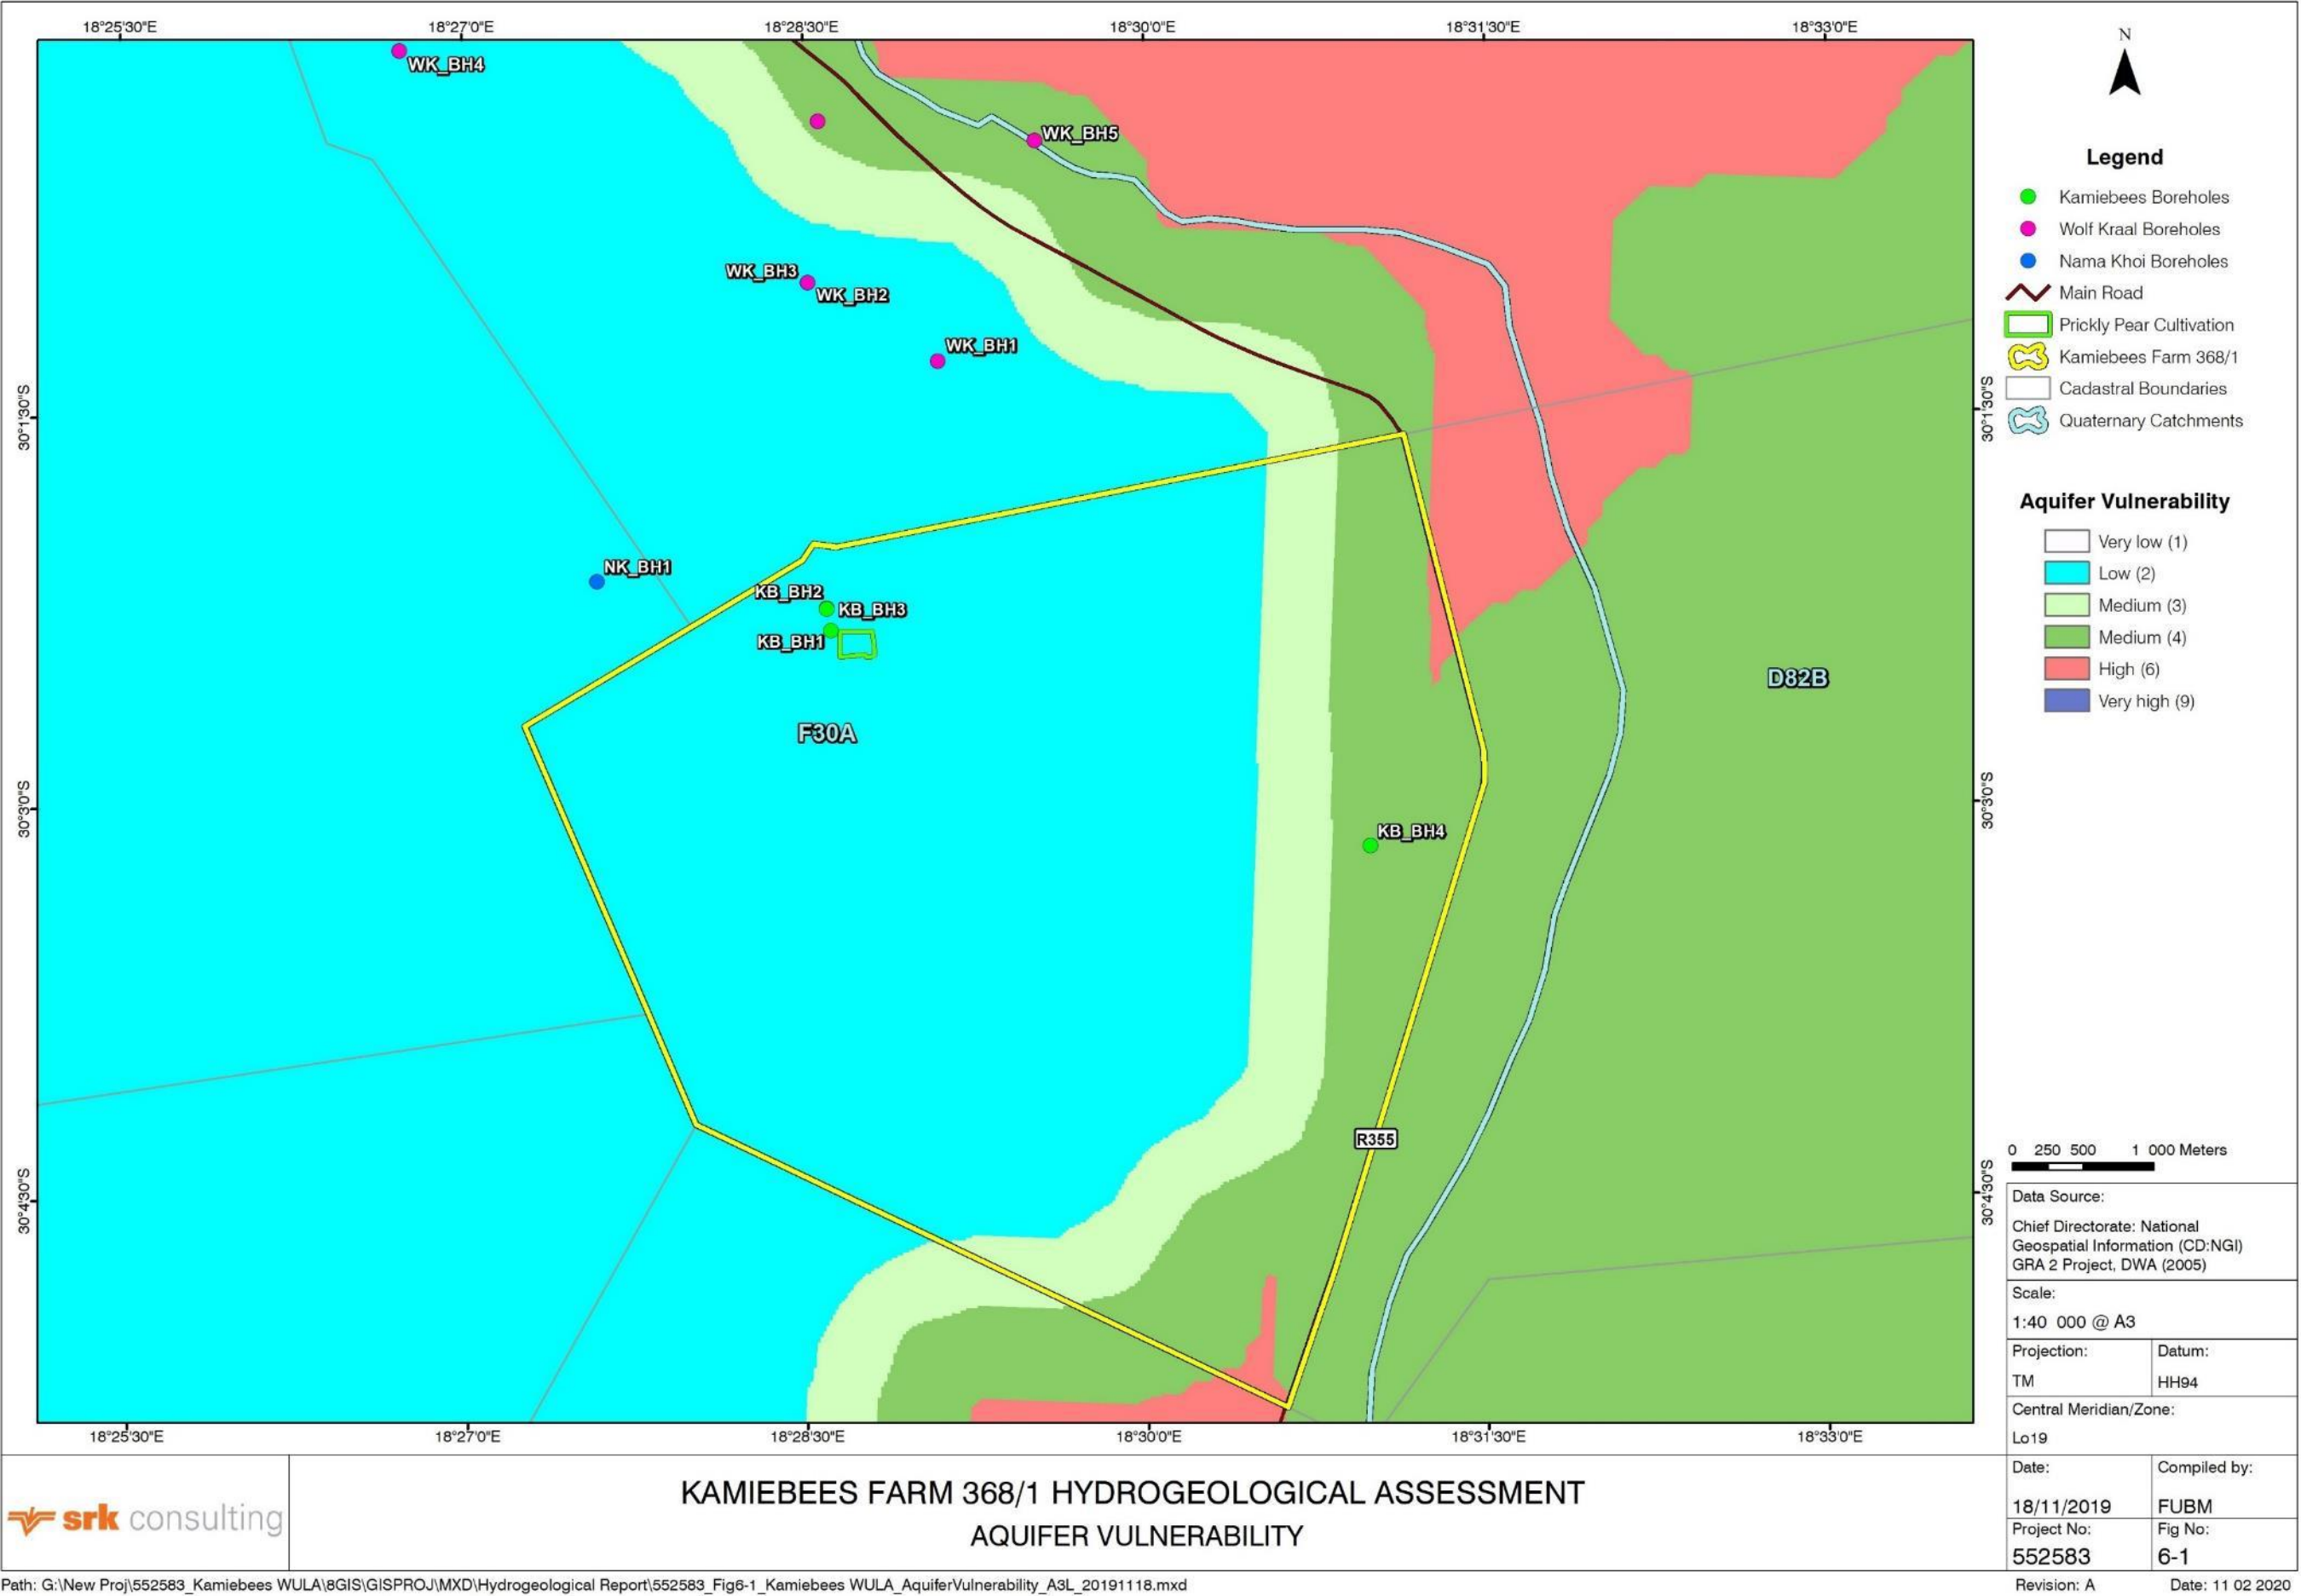 18°25'30"E
18°27'0"E
18°28'30"E
18°30'0"E
18°31'30"E
18°33'0"E
N
WK_BH4
WK_BH5
WK_BH3
WK_BH2
WK_BH1
30°1'30"S
30°1'30"S
NK_BH1
KB_BH2
KB_BH3
KB_BH1
D82B
F30A
30°3'0"S
30°3'0"S
KB_BH4
R355
30°4'30"S
30°4'30"S
18°25'30"E
18°27'0"E
18°28'30"E
18°30'0"E
18°31'30"E
18°33'0"E
Legend
Kamiebees Boreholes
Wolf Kraal Boreholes
Nama Khoi Boreholes
Main Road
Prickly Pear Cultivation
Kamiebees Farm 368/1
Cadastral Boundaries
Quaternary Catchments
Aquifer Vulnerability
Very low (1)
Low (2)
Medium (3)
Medium (4)
High (6)
Very high (9)
0 250 500 1 000 Meters
Data Source:
Chief Directorate: National
Geospatial Information (CD:NGI)
GRA 2 Project, DWA (2005)
Scale:
1:40 000 @ A3
Projection:
TM
Datum:
HH94
Central Meridian/Zone:
Lo19
Date:
18/11/2019
Compiled by:
FUBM
Project No:
552583
Fig No:
6-1
srk consulting
KAMIEBEES FARM 368/1 HYDROGEOLOGICAL ASSESSMENT
AQUIFER VULNERABILITY
Path: G:\New Proj\552583_Kamiebees WULA\8GIS\GISPROJ\MXD\Hydrogeological Report\552583_Fig6-1_Kamiebees WULA_AquiferVulnerability_A3L_20191118.mxd
Revision: A Date: 11 02 2020